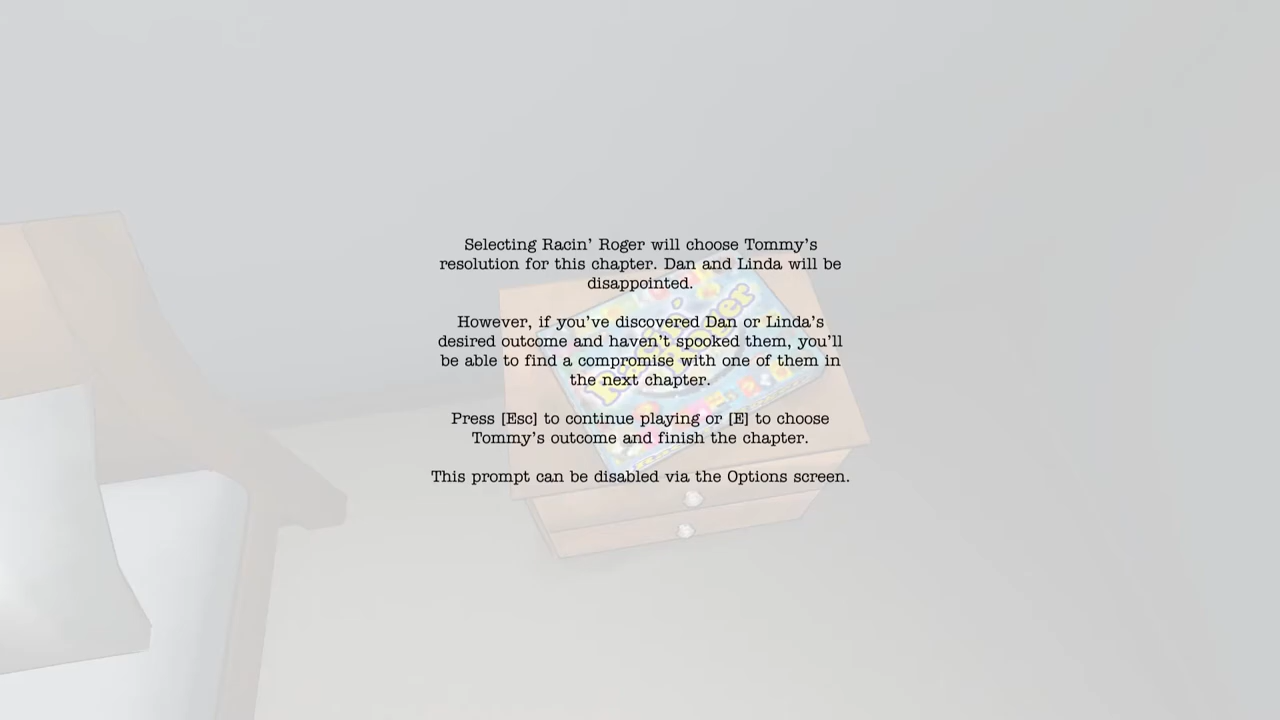 Selecting Racin’ Roger will choose Tommy’s
resolution for this chapter. Dan and Linda will be
disappointed.
However, if you’ve discovered Dan or Linda’s
desired outcome and haven’t spooked them, you’ll
be able to find a compromise with one of them in
the next chapter.
Press [Esc] to continue playing or [E] to choose
Tommy’s outcome and finish the chapter.
This prompt can be disabled via the Options screen.
Racin’
Roger